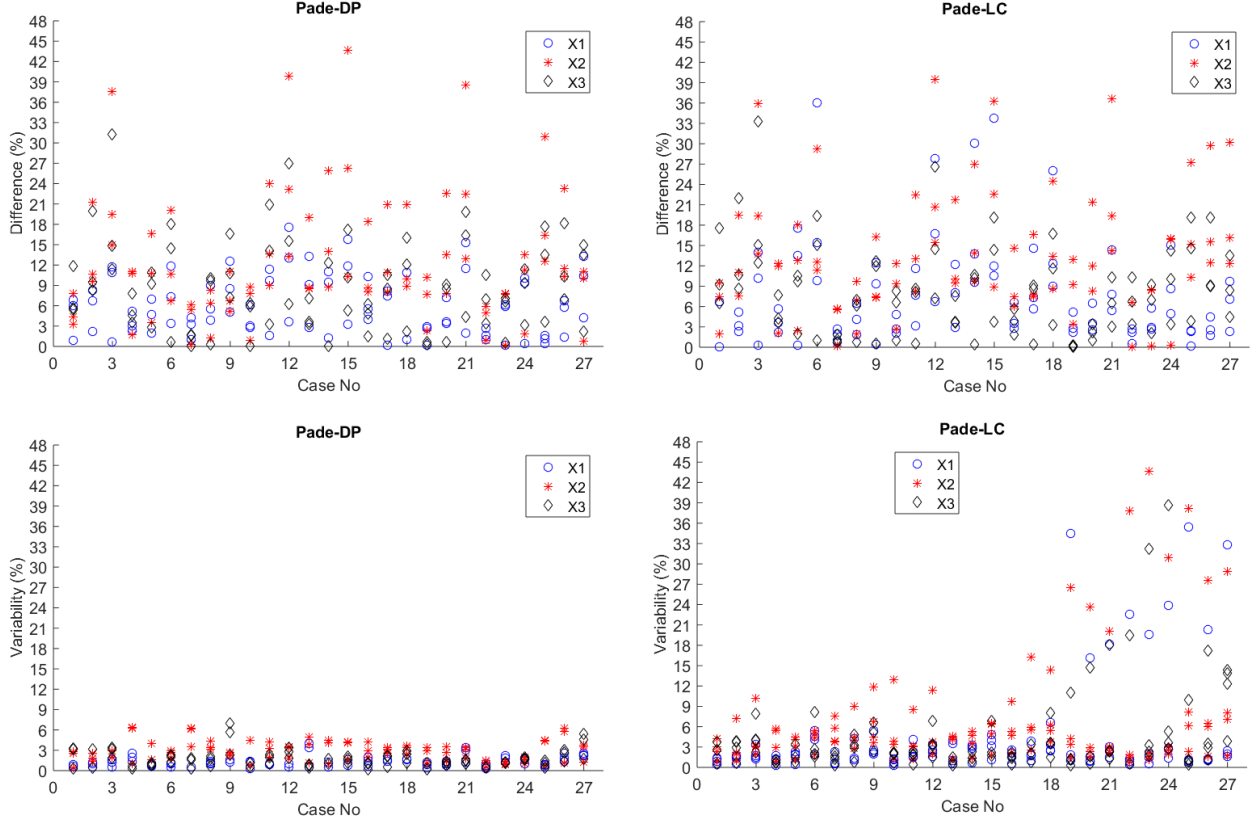 Pade-DP
48
45
42
39
36
33
30
27
24
21
18
15
12
9
6
3
0
Difference (%)
0 3 6 9 12 15 18 21 24 27
Case No
X1
X2
X3
Pade-LC
48
45
42
39
36
33
30
27
24
21
18
15
12
9
6
3
0
Difference (%)
0 3 6 9 12 15 18 21 24 27
Case No
X1
X2
X3
Pade-DP
48
45
42
39
36
33
30
27
24
21
18
15
12
9
6
3
0
Variability (%)
0 3 6 9 12 15 18 21 24 27
Case No
X1
X2
X3
Pade-LC
48
45
42
39
36
33
30
27
24
21
18
15
12
9
6
3
0
Variability (%)
0 3 6 9 12 15 18 21 24 27
Case No
X1
X2
X3